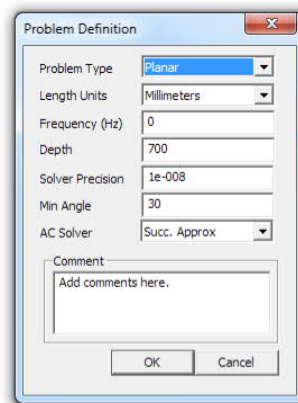 Problem Definition
Problem Type Planar
Length Units Millimeters
Frequency (Hz) 0
Depth 700
Solver Precision 1e-008
Min Angle 30
AC Solver Succ. Approx
Comment
Add comments here.
OK Cancel